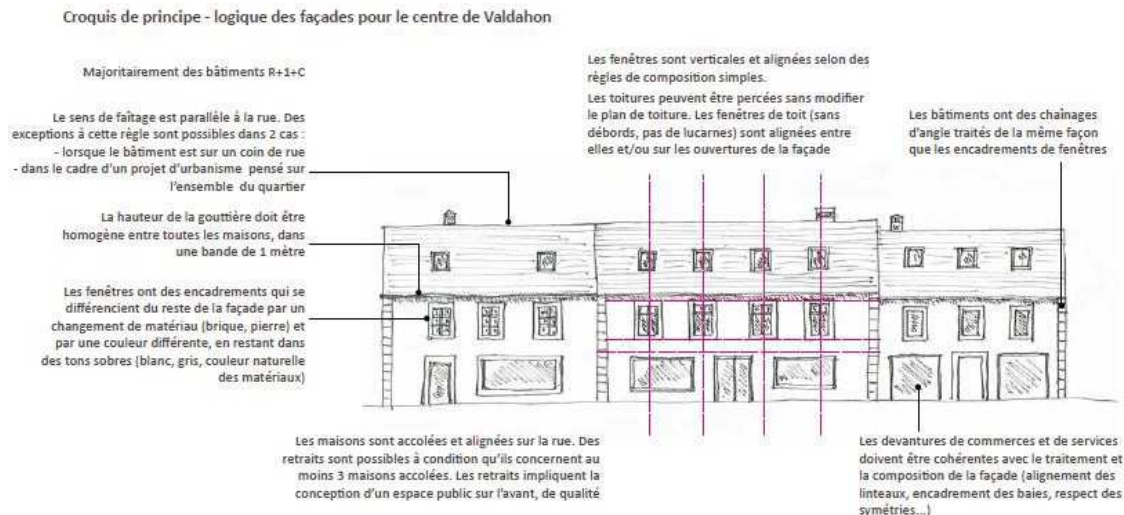 Croquis de principe - logique des façades pour le centre de Valdahon
Majoritairement des bâtiments R+1+C
Le sens de faîtage est parallèle à la rue. Des
exceptions à cette règle sont possibles dans 2 cas :
- lorsque le bâtiment est sur un coin de rue
- dans le cadre d'un projet d'urbanisme pensé sur
l'ensemble du quartier
La hauteur de la gouttière doit être
homogène entre toutes les maisons, dans
une bande de 1 mètre
Les fenêtres ont des encadrements qui se
différencient du reste de la façade par un
changement de matériau (brique, pierre) et
par une couleur différente, en restant dans
des tons sobres (blanc, gris, couleur naturelle
des matériaux)
Les fenêtres sont verticales et alignées selon des
règles de composition simples.
Les toitures peuvent être percées sans modifier
le plan de toiture. Les fenêtres de toit (sans
débords, pas de lucarnes) sont alignées entre
elles et/ou sur les ouvertures de la façade
Les bâtiments ont des chaînages
d'angle traités de la même façon
que les encadrements de fenêtres
Les maisons sont accolées et alignées sur la rue. Des
retraits sont possibles à condition qu'ils concernent au
moins 3 maisons accolées. Les retraits impliquent la
conception d'un espace public sur l'avant, de qualité
Les devantures de commerces et de services
doivent être cohérentes avec le traitement et
la composition de la façade (alignement des
linteaux, encadrement des baies, respect des
symétries...)